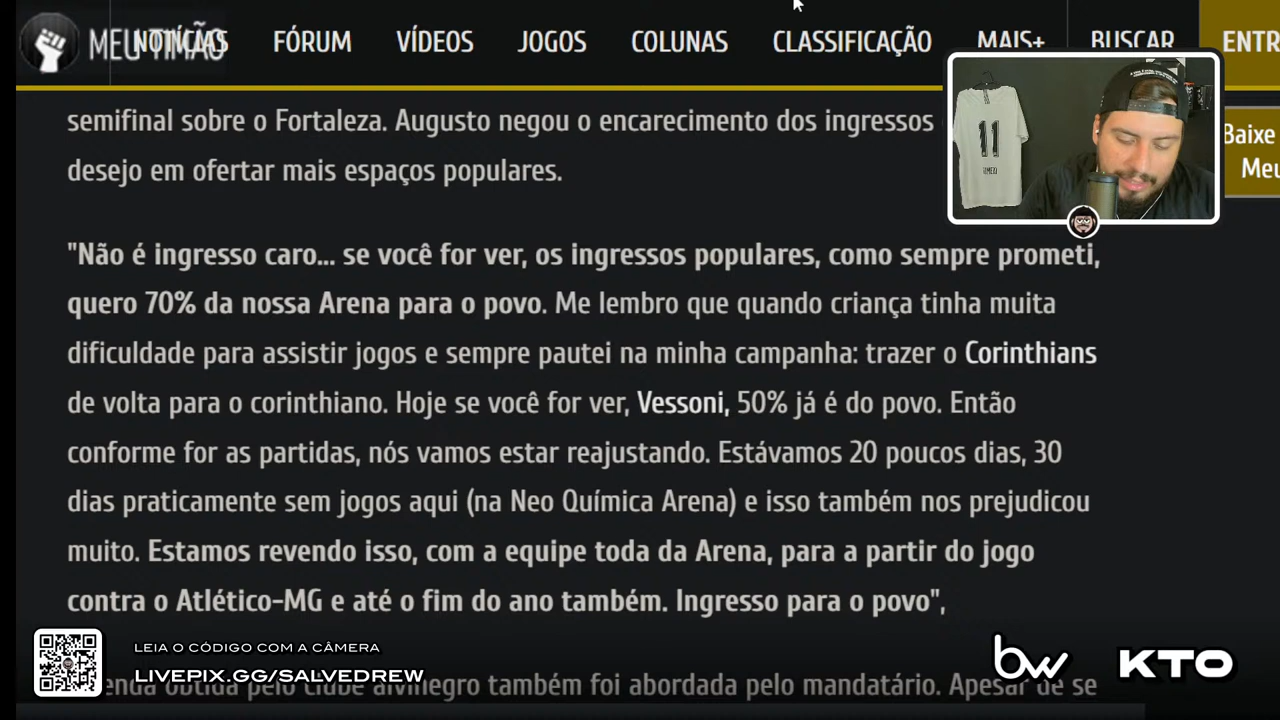 MEU TIMÃO
NOTÍCIAS FÓRUM VÍDEOS JOGOS COLUNAS CLASSIFICAÇÃO MAIS+ BUSCAR ENTR
semifinal sobre o Fortaleza. Augusto negou o encarecimento dos ingressos
desejo em ofertar mais espaços populares.
Baixe
Meu
11
"Não é ingresso caro... se você for ver, os ingressos populares, como sempre prometi,
quero 70% da nossa Arena para o povo. Me lembro que quando criança tinha muita
dificuldade para assistir jogos e sempre pautei na minha campanha: trazer o Corinthians
de volta para o corinthiano. Hoje se você for ver, Vessoni, 50% já é do povo. Então
conforme for as partidas, nós vamos estar reajustando. Estávamos 20 poucos dias, 30
dias praticamente sem jogos aqui (na Neo Química Arena) e isso também nos prejudicou
muito. Estamos revendo isso, com a equipe toda da Arena, para a partir do jogo
contra o Atlético-MG e até o fim do ano também. Ingresso para o povo",
enda obtida pelo clube alvinegro também foi abordada pelo mandatário. Apesar de se
LEIA O CÓDIGO COM A CÂMERA
LIVEPIX.GG/SALVEDREW
bw KTO